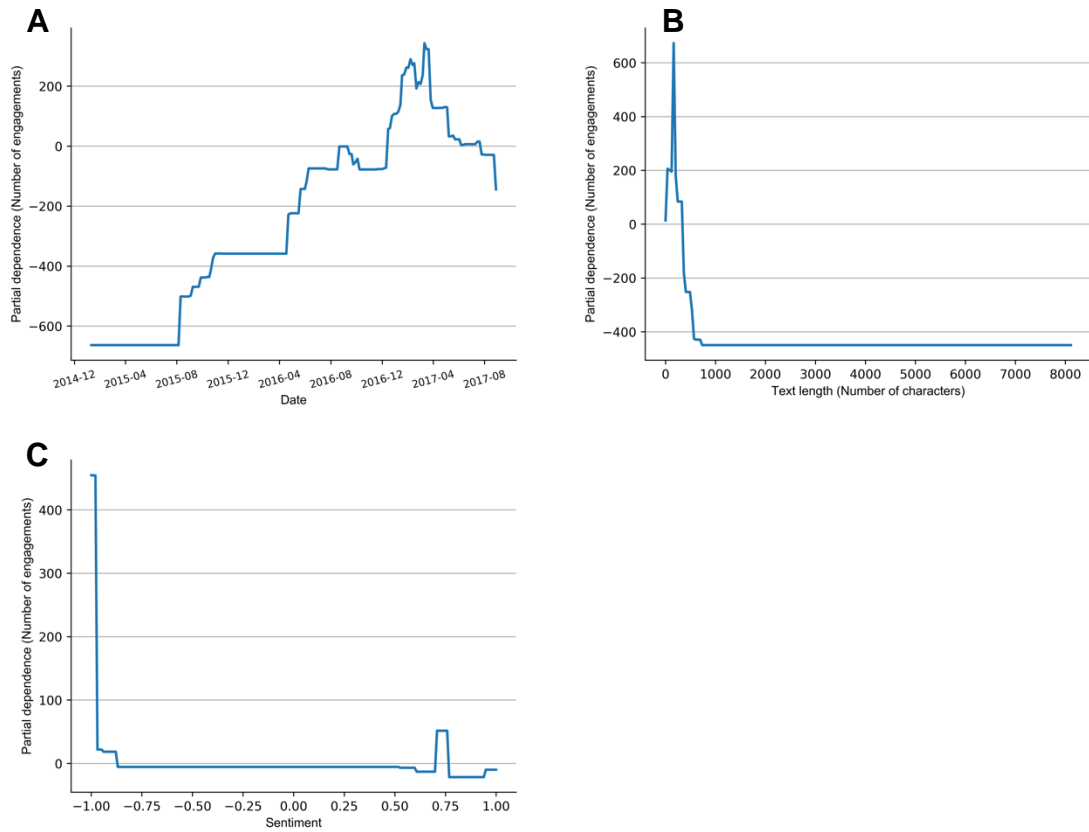 A
Partial dependence (Number of engagements)
200
0
−200
−400
−600
2014-12 2015-04 2015-08 2015-12 2016-04 2016-08 2016-12 2017-04 2017-08
Date
B
Partial dependence (Number of engagements)
600
400
200
0
−200
−400
0 1000 2000 3000 4000 5000 6000 7000 8000
Text length (Number of characters)
C
Partial dependence (Number of engagements)
400
300
200
100
0
−1.00 −0.75 −0.50 −0.25 0.00 0.25 0.50 0.75 1.00
Sentiment